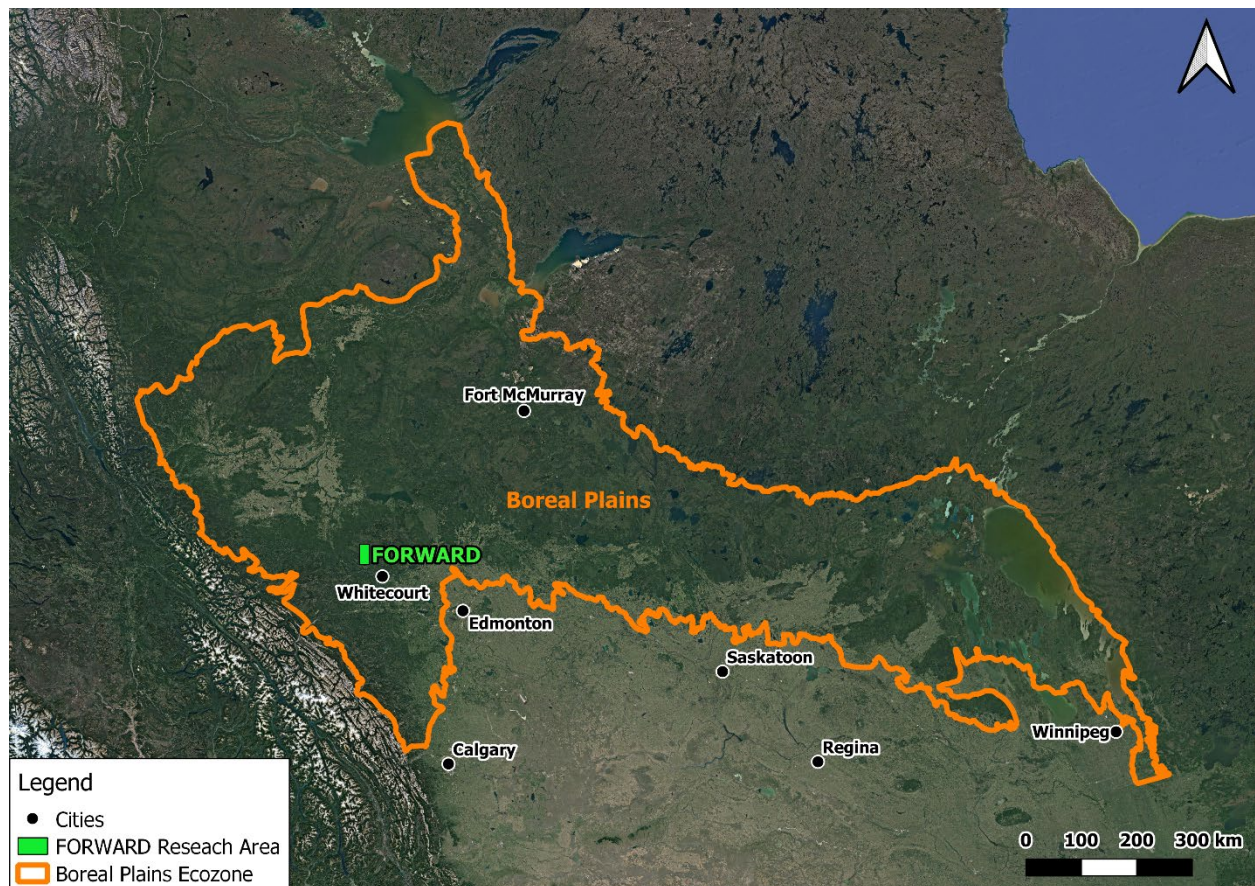 Fort McMurray
Boreal Plains
FORWARD
Whitecourt
Edmonton
Saskatoon
Calgary
Regina
Winnipeg
Legend
Cities
FORWARD Reseach Area
Boreal Plains Ecozone
0 100 200 300 km